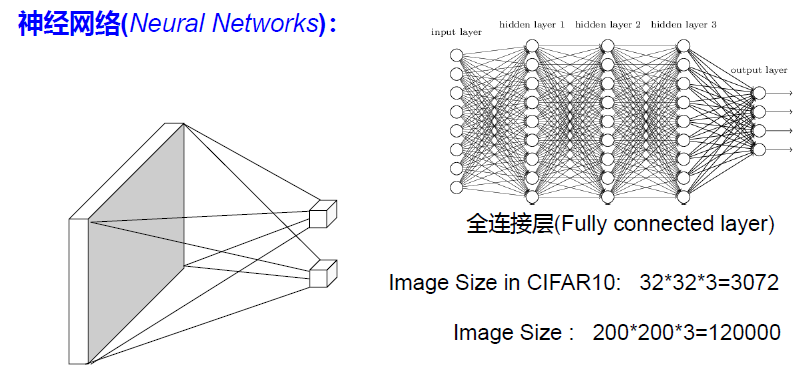 神经网络(Neural Networks):
input layer
hidden layer 1 hidden layer 2 hidden layer 3
output layer
全连接层(Fully connected layer)
Image Size in CIFAR10: 32*32*3=3072
Image Size : 200*200*3=120000